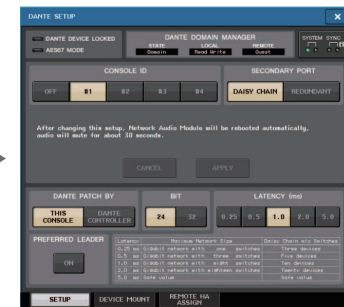 DANTE SETUP
DANTE DEVICE LOCKED
AES67 MODE
DANTE DOMAIN MANAGER
STATE LOCAL REMOTE
Domain Read Write Guest
SYSTEM SYNC
CONSOLE ID
OFF #1 #2 #3 #4
SECONDARY PORT
DAISY CHAIN REDUNDANT
After changing this setup, Network Audio Module will be rebooted automatically,
audio will mute for about 30 seconds.
CANCEL APPLY
DANTE PATCH BY
THIS CONSOLE DANTE CONTROLLER
BIT
24 32
LATENCY (ms)
0.25 0.5 1.0 2.0 5.0
PREFERRED LEADER
ON
Latency Maximum Network Size Daisy Chain w/o Switches
0.25 ms Gigabit network with one switches Three devices
0.5 ms Gigabit network with three switches Five devices
1.0 ms Gigabit network with eight switches Ten devices
2.0 ms Gigabit network with eighteen switches Twenty devices
5.0 ms Safe value Safe value
SETUP DEVICE MOUNT REMOTE HA ASSIGN